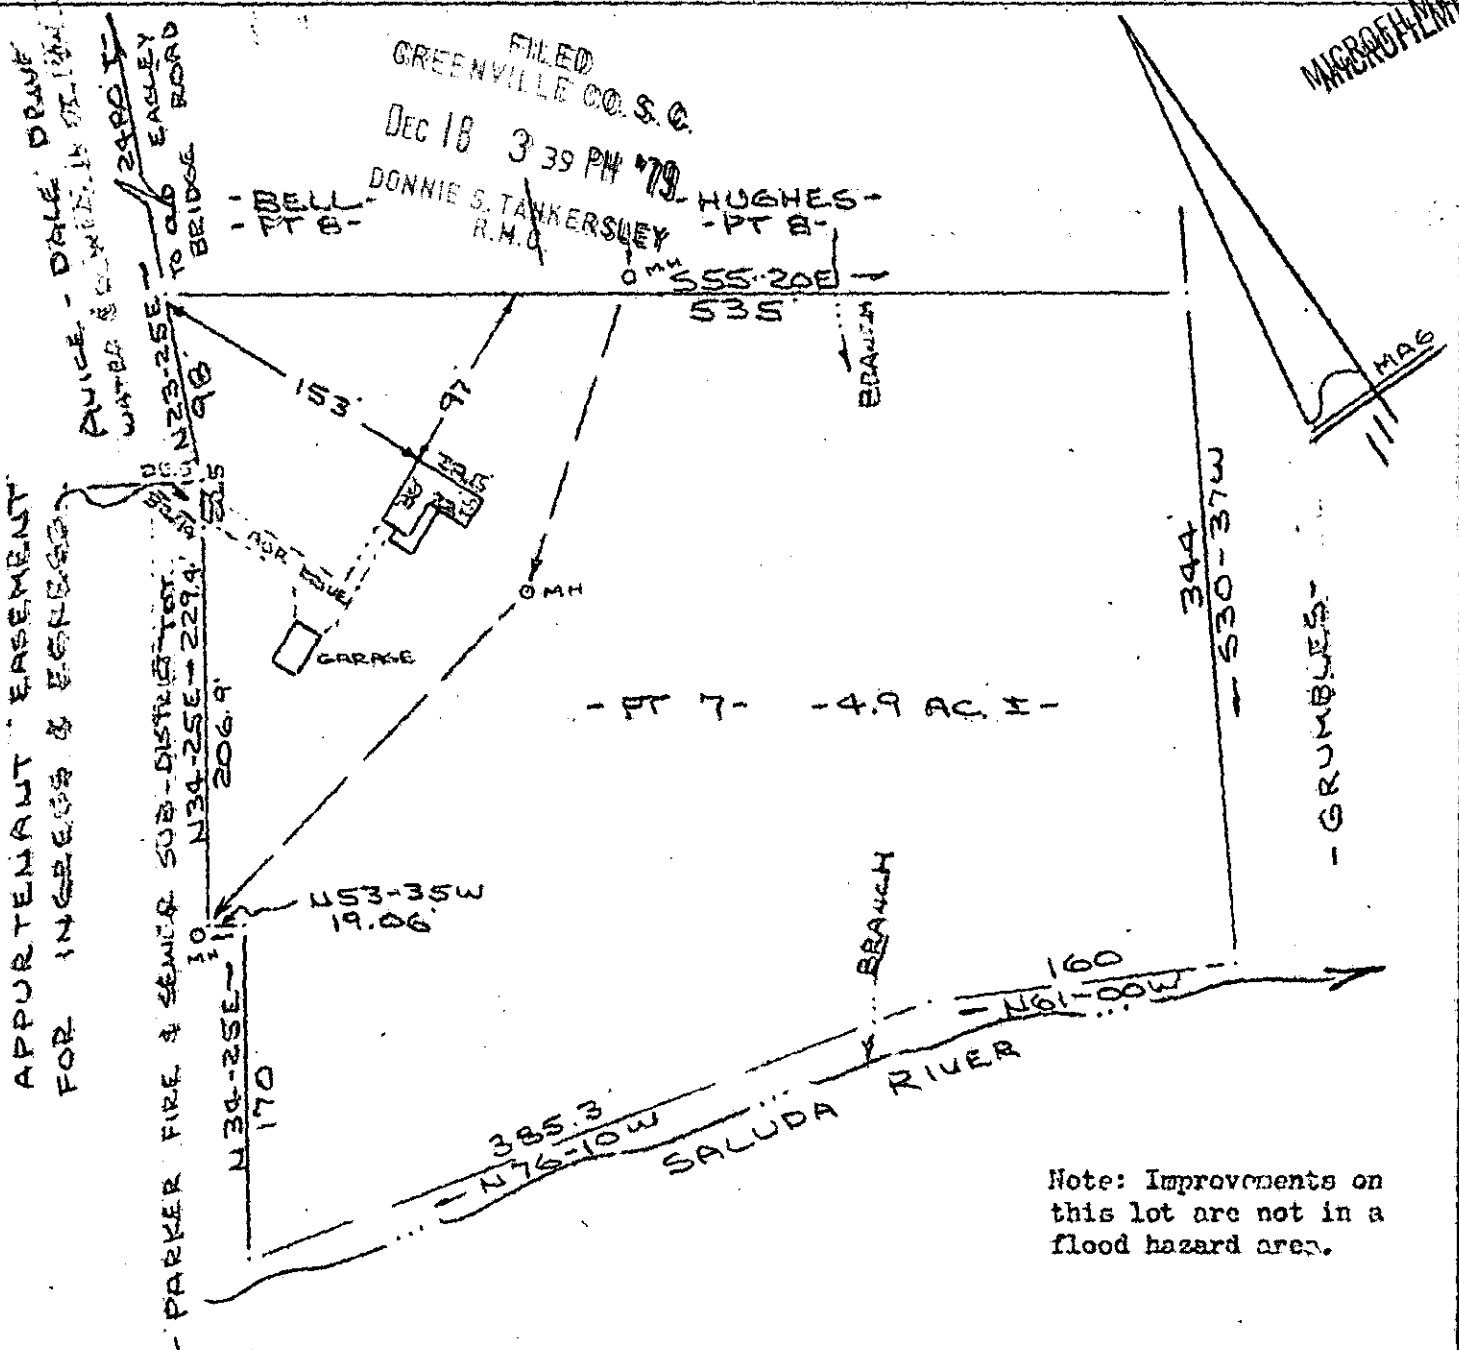 MICROFILM
FILED
GREENVILLE CO. S. C.
DEC 18 3 39 PM '79
DONNIE S. TANKERSLEY
R.M.C.
DALE DRIVE
TO OLD EASLEY
BRIDGE ROAD
- BELL -
- PT 8 -
- HUGHES -
- PT 8 -
MH
S55-20E
535'
BRANCH
MAG
N23-25E
98'
153'
97'
MH
GARAGE
APPURTENANT EASEMENT
FOR INGRESS & EGRESS
- PARKER FIRE & SEWER SUB-DISTRICT
N34-25E-229.4' TOT.
206.9'
- PT 7 - - 4.9 AC. ± -
344
S30-37W
- GRUMBLES -
N53-35W
19.06'
N34-25E
170
BRANCH
160
N61-00W
385.3
N76-10W
SALUDA RIVER
Note: Improvements on
this lot are not in a
flood hazard area.